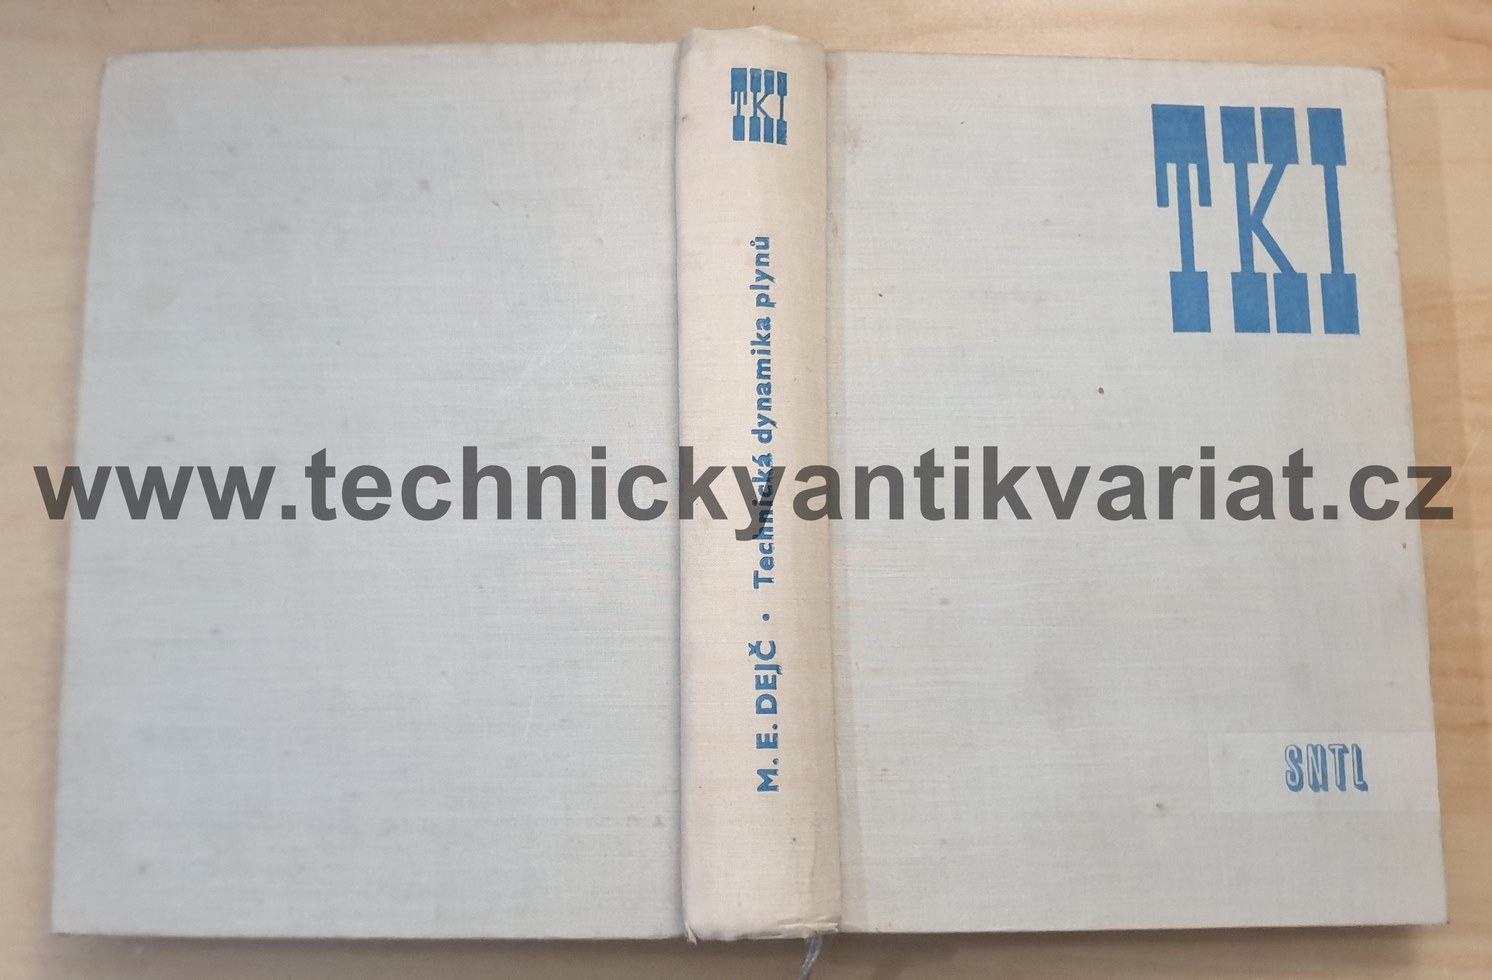 TKI
M. E. DEJČ • Technická dynamika plynů
TKI
SNTL
www.technickyantikvariat.cz